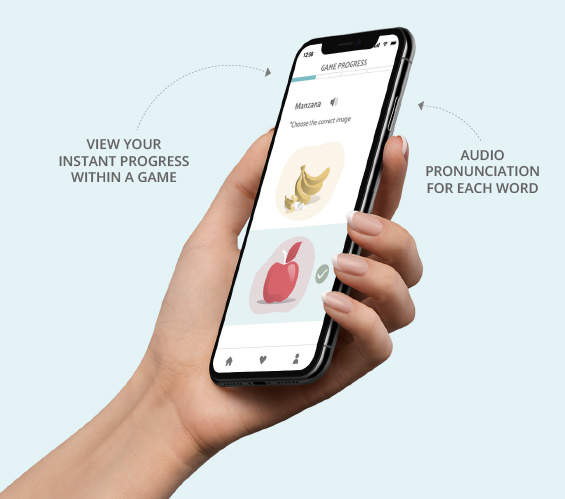 12:56
GAME PROGRESS
Manzana
*Choose the correct image
VIEW YOUR
INSTANT PROGRESS
WITHIN A GAME
AUDIO
PRONUNCIATION
FOR EACH WORD